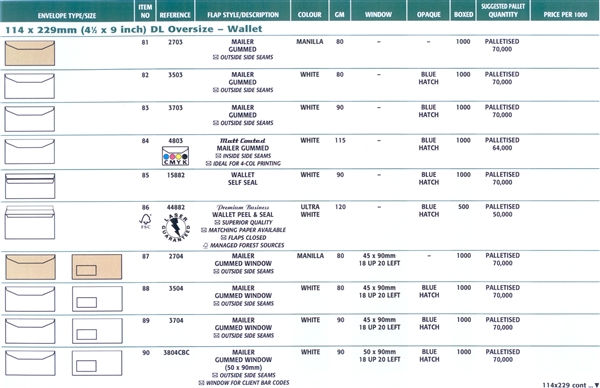 ENVELOPE TYPE/SIZE ITEM NO REFERENCE FLAP STYLE/DESCRIPTION COLOUR GM WINDOW OPAQUE BOXED SUGGESTED PALLET QUANTITY PRICE PER 1000
114 x 229mm (4½ x 9 inch) DL Oversize – Wallet
81 2703 MAILER MANILLA 80 – – 1000 PALLETISED
GUMMED 70,000
OUTSIDE SIDE SEAMS
82 3503 MAILER WHITE 80 – BLUE 1000 PALLETISED
GUMMED HATCH 70,000
OUTSIDE SIDE SEAMS
83 3703 MAILER WHITE 90 – BLUE 1000 PALLETISED
GUMMED HATCH 70,000
OUTSIDE SIDE SEAMS
84 4803 Matt Coated WHITE 115 – BLUE 1000 PALLETISED
MAILER GUMMED HATCH 64,000
INSIDE SIDE SEAMS
CMYK IDEAL FOR 4-COL PRINTING
85 15882 WALLET WHITE 90 – BLUE 1000 PALLETISED
SELF SEAL HATCH 70,000
86 44882 Premium Business ULTRA 120 – BLUE 500 PALLETISED
FSC LASER GUARANTEED WALLET PEEL & SEAL WHITE HATCH 50,000
SUPERIOR QUALITY
MATCHING PAPER AVAILABLE
FLAPS CLOSED
MANAGED FOREST SOURCES
87 2704 MAILER MANILLA 80 45 x 90mm – 1000 PALLETISED
GUMMED WINDOW 18 UP 20 LEFT 70,000
OUTSIDE SIDE SEAMS
88 3504 MAILER WHITE 80 45 x 90mm BLUE 1000 PALLETISED
GUMMED WINDOW 18 UP 20 LEFT HATCH 70,000
OUTSIDE SIDE SEAMS
89 3704 MAILER WHITE 90 45 x 90mm BLUE 1000 PALLETISED
GUMMED WINDOW 18 UP 20 LEFT HATCH 70,000
OUTSIDE SIDE SEAMS
90 3804CBC MAILER WHITE 90 50 x 90mm BLUE 1000 PALLETISED
GUMMED WINDOW 18 UP 20 LEFT HATCH 70,000
(50 x 90mm)
OUTSIDE SIDE SEAMS
WINDOW FOR CLIENT BAR CODES
114x229 cont ... ▼